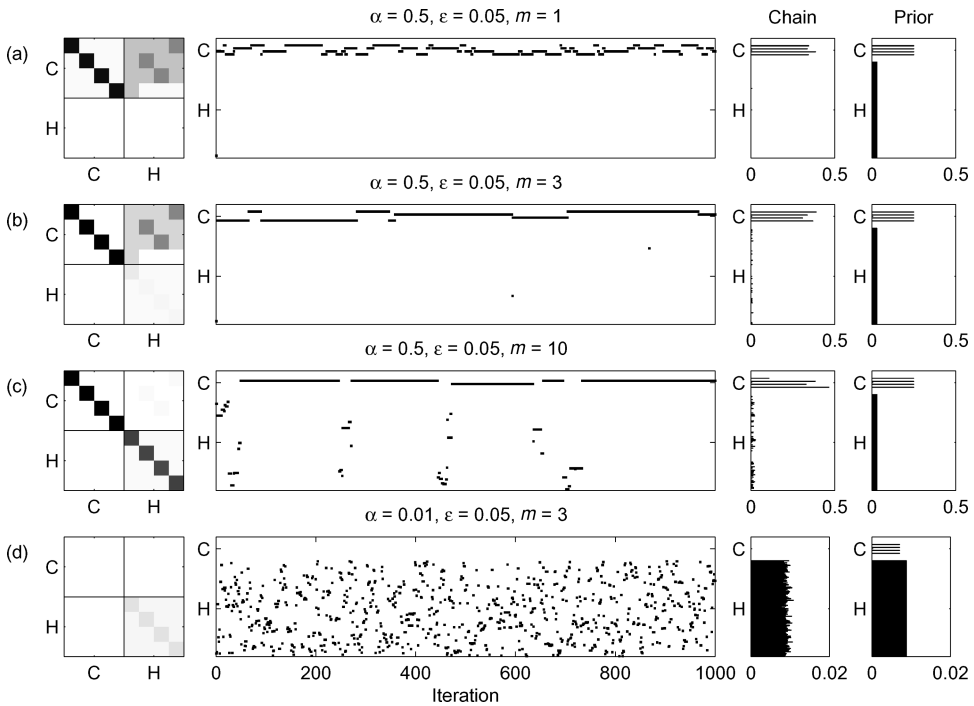 α = 0.5, ε = 0.05, m = 1
Chain
Prior
(a)
C
H
C
H
C
H
C
H
0
0.5
0
0.5
α = 0.5, ε = 0.05, m = 3
(b)
C
H
C
H
C
H
C
H
0
0.5
0
0.5
α = 0.5, ε = 0.05, m = 10
(c)
C
H
C
H
C
H
C
H
0
0.5
0
0.5
α = 0.01, ε = 0.05, m = 3
(d)
C
H
C
H
C
H
C
H
0
200
400
600
800
1000
0
0.02
0
0.02
Iteration